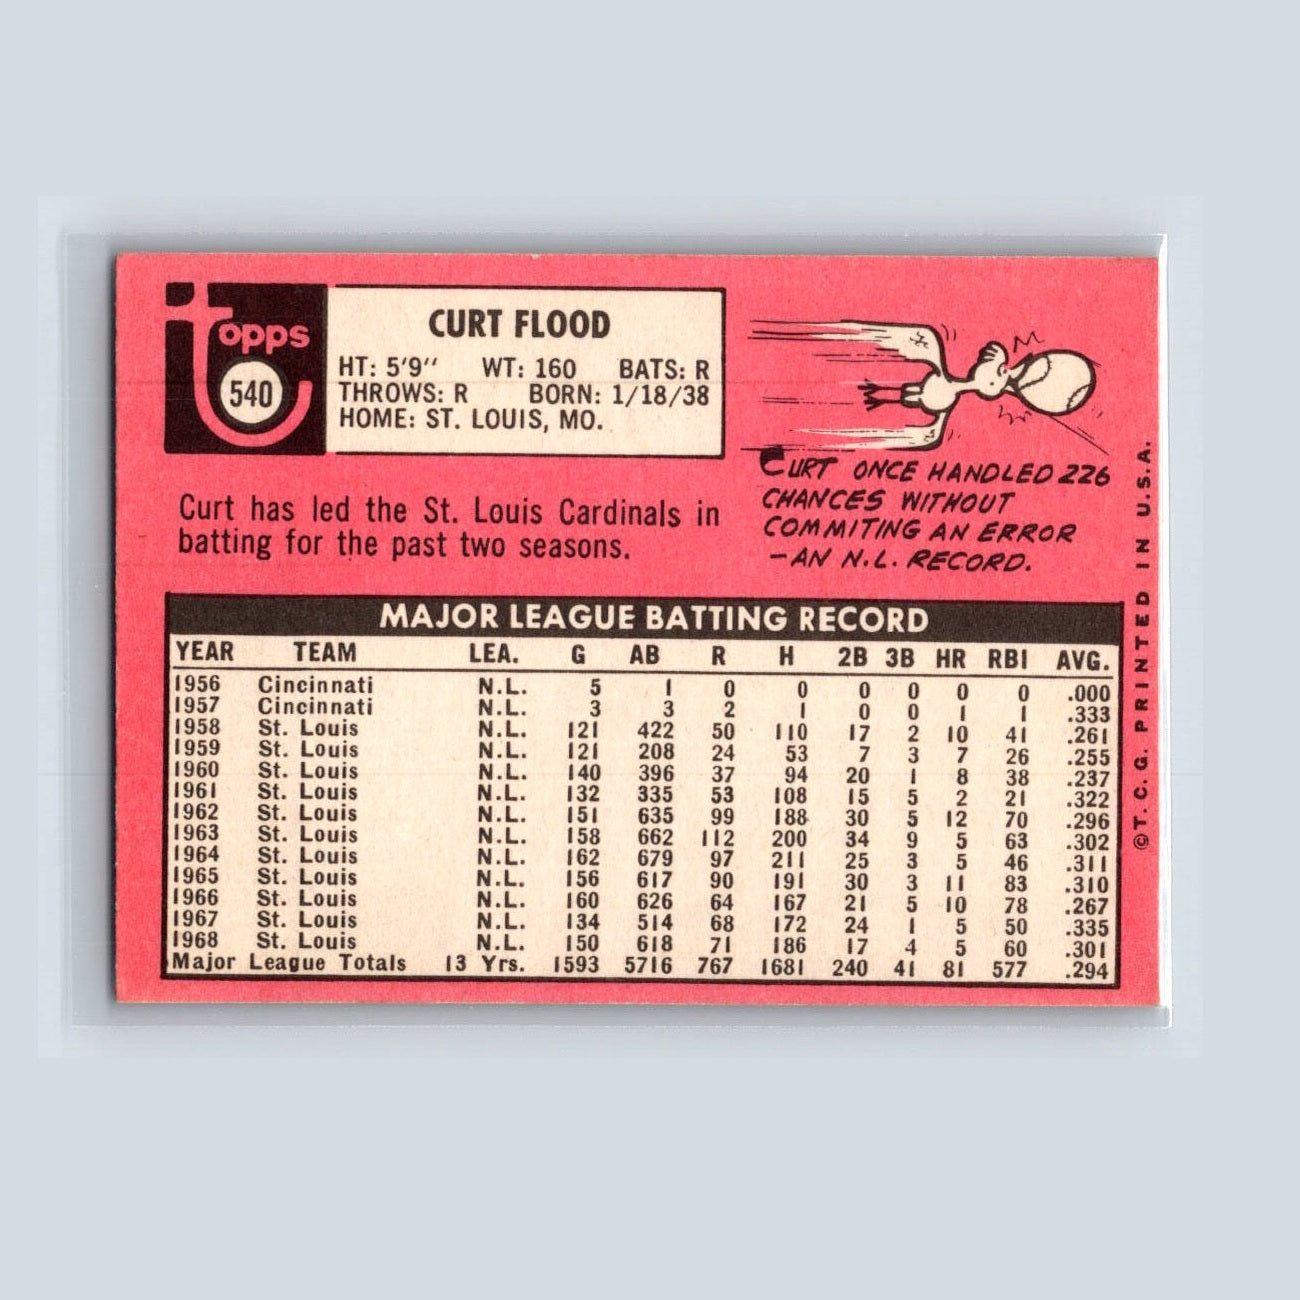 Topps
540
CURT FLOOD
HT: 5'9" WT: 160 BATS: R
THROWS: R BORN: 1/18/38
HOME: ST. LOUIS, MO.
CURT ONCE HANDLED 226
CHANCES WITHOUT
COMMITING AN ERROR
-AN N.L. RECORD.
Curt has led the St. Louis Cardinals in
batting for the past two seasons.
MAJOR LEAGUE BATTING RECORD
YEAR TEAM LEA. G AB R H 2B 3B HR RBI AVG.
1956 Cincinnati N.L. 5 1 0 0 0 0 0 0 .000
1957 Cincinnati N.L. 3 3 2 1 0 0 1 1 .333
1958 St. Louis N.L. 121 422 50 110 17 2 10 41 .261
1959 St. Louis N.L. 121 208 24 53 7 3 7 26 .255
1960 St. Louis N.L. 140 396 37 94 20 1 8 38 .237
1961 St. Louis N.L. 132 335 53 108 15 5 2 21 .322
1962 St. Louis N.L. 151 635 99 188 30 5 12 70 .296
1963 St. Louis N.L. 158 662 112 200 34 9 5 63 .302
1964 St. Louis N.L. 162 679 97 211 25 3 5 46 .311
1965 St. Louis N.L. 156 617 90 191 30 3 11 83 .310
1966 St. Louis N.L. 160 626 64 167 21 5 10 78 .267
1967 St. Louis N.L. 134 514 68 172 24 1 5 50 .335
1968 St. Louis N.L. 150 618 71 186 17 4 5 60 .301
Major League Totals 13 Yrs. 1593 5716 767 1681 240 41 81 577 .294
©T. C. G. PRINTED IN U.S.A.